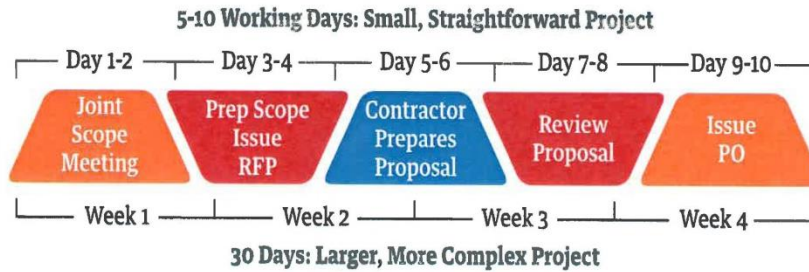 5-10 Working Days: Small, Straightforward Project
Day 1-2 Day 3-4 Day 5-6 Day 7-8 Day 9-10
Joint
Scope
Meeting
Prep Scope
Issue
RFP
Contractor
Prepares
Proposal
Review
Proposal
Issue
PO
Week 1 Week 2 Week 3 Week 4
30 Days: Larger, More Complex Project